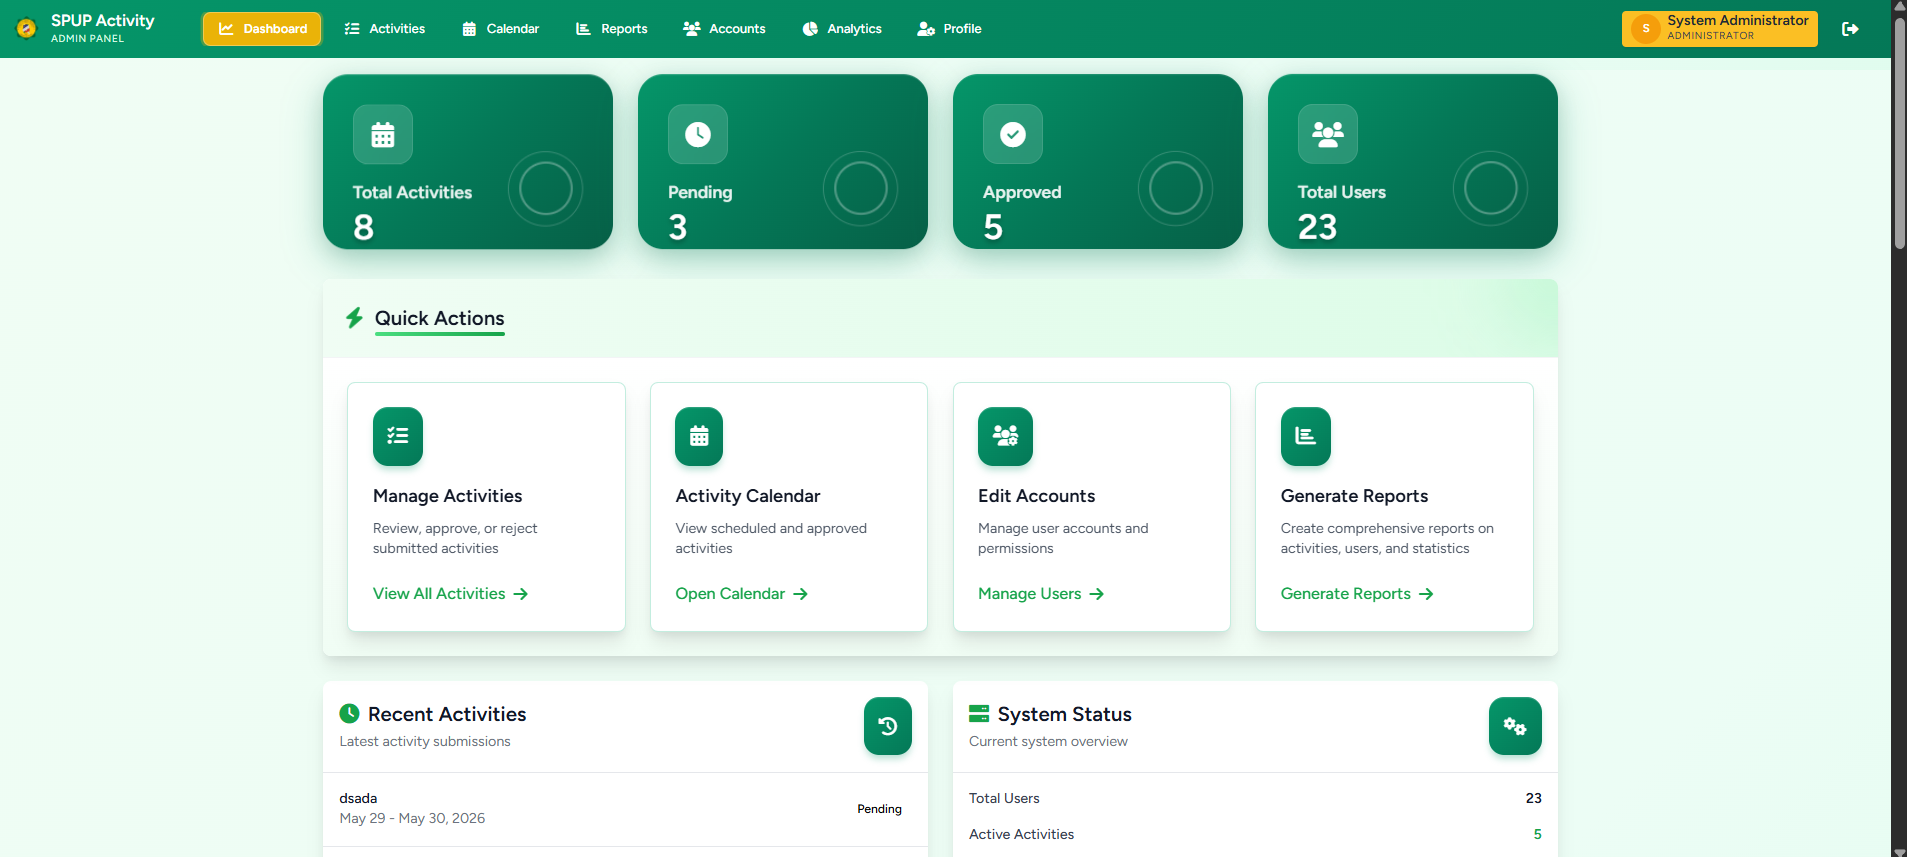 SPUP Activity
ADMIN PANEL
Dashboard
Activities
Calendar
Reports
Accounts
Analytics
Profile
S
System Administrator
ADMINISTRATOR
Total Activities
8
Pending
3
Approved
5
Total Users
23
Quick Actions
Manage Activities
Review, approve, or reject
submitted activities
View All Activities
Activity Calendar
View scheduled and approved
activities
Open Calendar
Edit Accounts
Manage user accounts and
permissions
Manage Users
Generate Reports
Create comprehensive reports on
activities, users, and statistics
Generate Reports
Recent Activities
Latest activity submissions
dsada
May 29 - May 30, 2026
Pending
System Status
Current system overview
Total Users
23
Active Activities
5